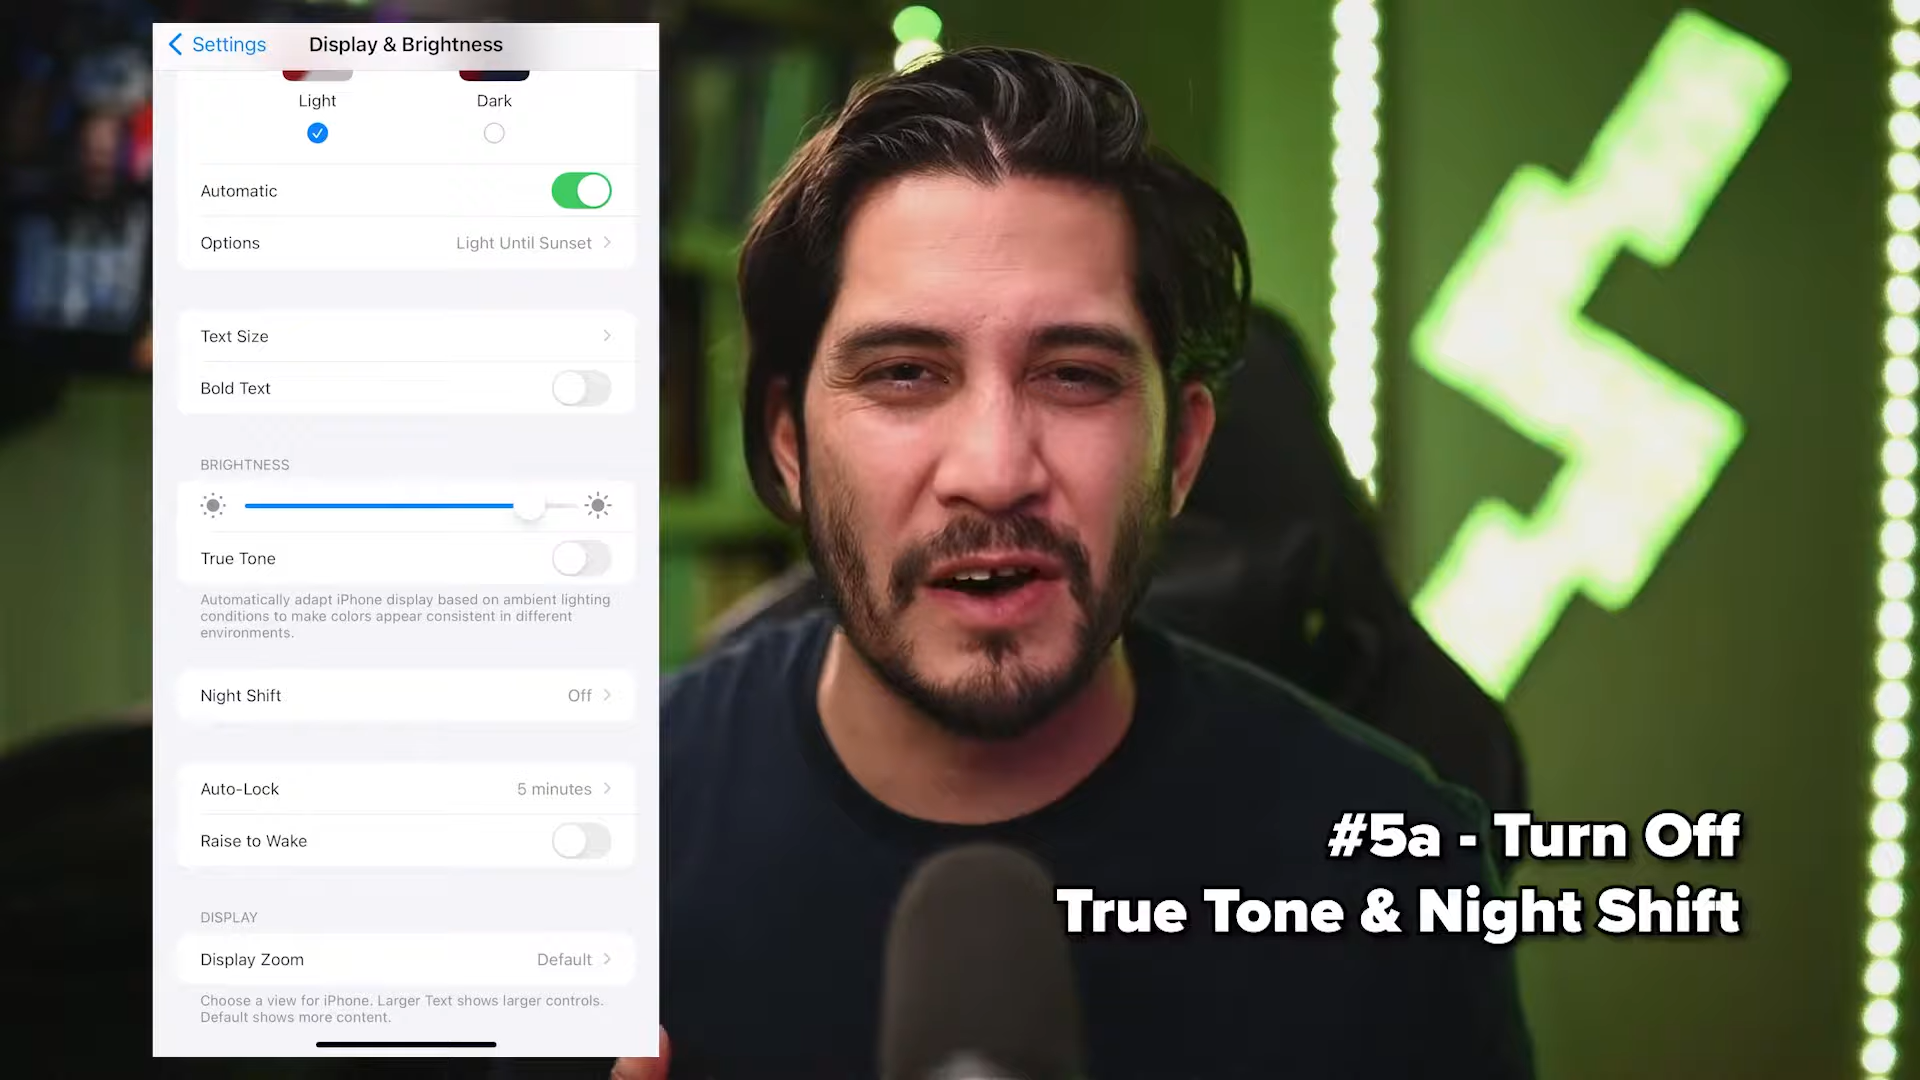 Settings
Display & Brightness
Light
Dark
Automatic
Options
Light Until Sunset
Text Size
Bold Text
BRIGHTNESS
True Tone
Automatically adapt iPhone display based on ambient lighting
conditions to make colors appear consistent in different
environments.
Night Shift
Off
Auto-Lock
5 minutes
Raise to Wake
DISPLAY
Display Zoom
Default
Choose a view for iPhone. Larger Text shows larger controls.
Default shows more content.
#5a - Turn Off
True Tone & Night Shift